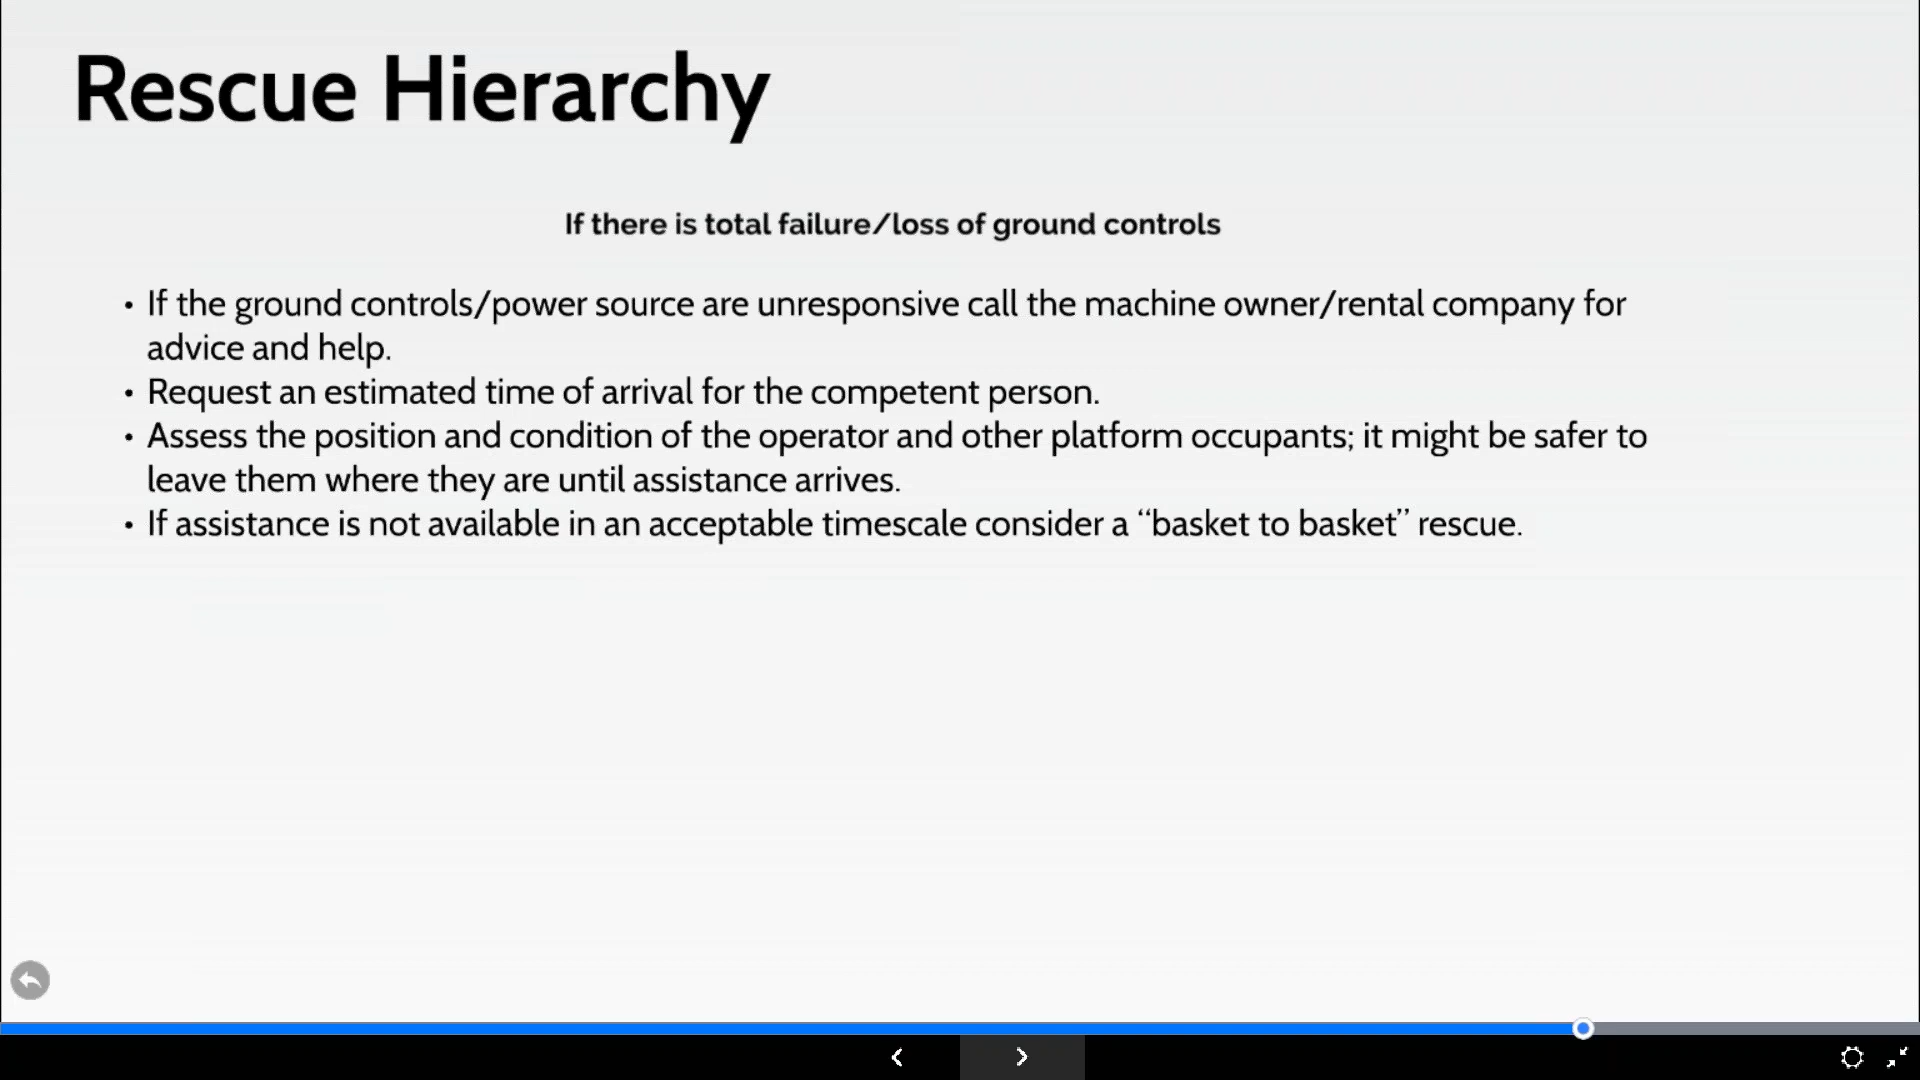 Rescue Hierarchy
If there is total failure/loss of ground controls
• If the ground controls/power source are unresponsive call the machine owner/rental company for
advice and help.
• Request an estimated time of arrival for the competent person.
• Assess the position and condition of the operator and other platform occupants; it might be safer to
leave them where they are until assistance arrives.
• If assistance is not available in an acceptable timescale consider a “basket to basket” rescue.